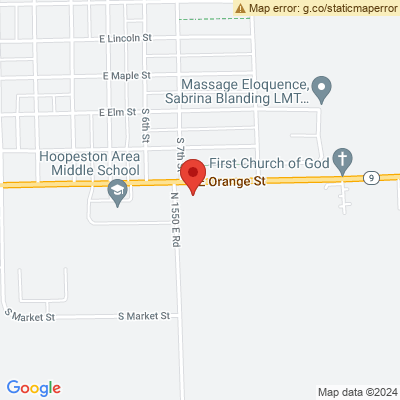 Map error: g.co/staticmaperror
E Lincoln St
E Maple St
Massage Eloquence,
Sabrina Blanding LMT...
E Elm St
S 6th St
S 7th St
Hoopeston Area
Middle School
First Church of God
E Orange St
9
N 1550 E Rd
S Market St
S Market St
Google
Map data ©2024